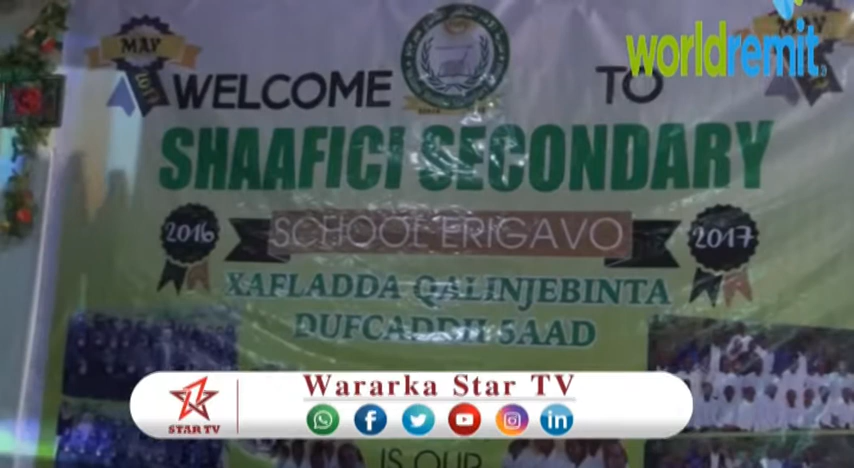 worldremit
MAY
MAY
WELCOME TO
SHAAFICI SECONDARY
2016
SCHOOL ERIGAVO
2017
XAFLADDA QALINJEBINTA
DUFCADDII 5AAD
STAR TV
Wararka Star TV
IS OUR